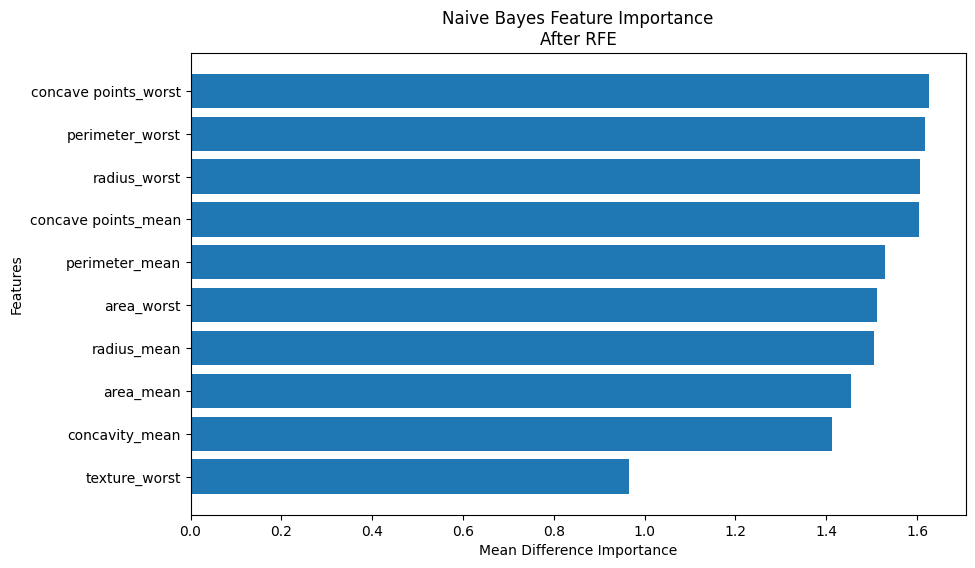 Naive Bayes Feature Importance
After RFE
Features
concave points_worst
perimeter_worst
radius_worst
concave points_mean
perimeter_mean
area_worst
radius_mean
area_mean
concavity_mean
texture_worst
0.0 0.2 0.4 0.6 0.8 1.0 1.2 1.4 1.6
Mean Difference Importance